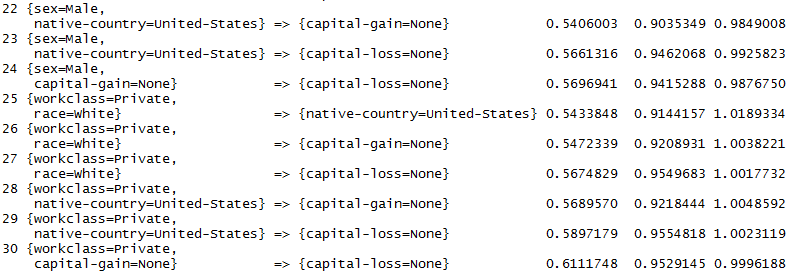 22 {sex=Male,
    native-country=United-States} => {capital-gain=None}            0.5406003  0.9035349 0.9849008
23 {sex=Male,
    native-country=United-States} => {capital-loss=None}            0.5661316  0.9462068 0.9925823
24 {sex=Male,
    capital-gain=None}            => {capital-loss=None}            0.5696941  0.9415288 0.9876750
25 {workclass=Private,
    race=White}                   => {native-country=United-States} 0.5433848  0.9144157 1.0189334
26 {workclass=Private,
    race=White}                   => {capital-gain=None}            0.5472339  0.9208931 1.0038221
27 {workclass=Private,
    race=White}                   => {capital-loss=None}            0.5674829  0.9549683 1.0017732
28 {workclass=Private,
    native-country=United-States} => {capital-gain=None}            0.5689570  0.9218444 1.0048592
29 {workclass=Private,
    native-country=United-States} => {capital-loss=None}            0.5897179  0.9554818 1.0023119
30 {workclass=Private,
    capital-gain=None}            => {capital-loss=None}            0.6111748  0.9529145 0.9996188